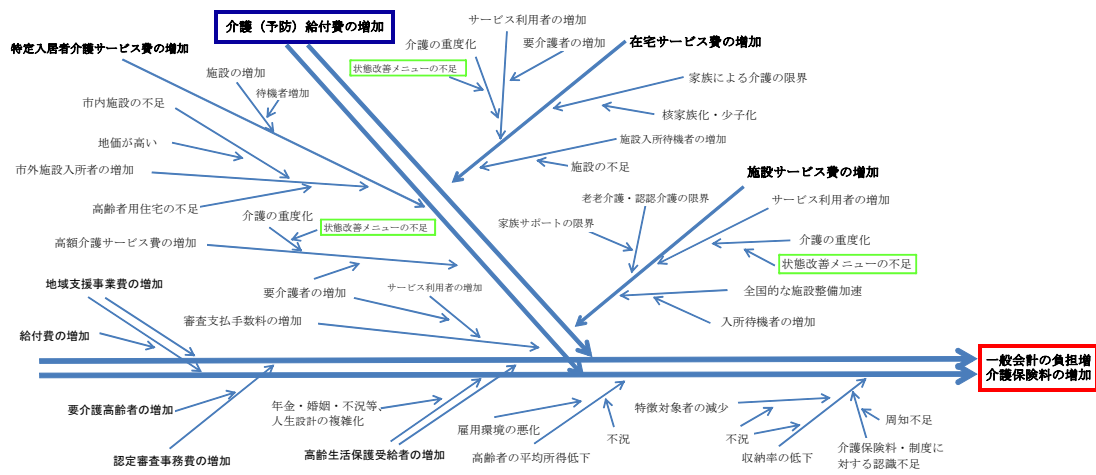 介護（予防）給付費の増加
サービス利用者の増加
特定入居者介護サービス費の増加
介護の重度化
要介護者の増加
在宅サービス費の増加
状態改善メニューの不足
施設の増加
待機者増加
家族による介護の限界
市内施設の不足
核家族化・少子化
地価が高い
施設入所待機者の増加
市外施設入所者の増加
施設の不足
施設サービス費の増加
高齢者用住宅の不足
老老介護・認認介護の限界
サービス利用者の増加
介護の重度化
家族サポートの限界
状態改善メニューの不足
高額介護サービス費の増加
介護の重度化
状態改善メニューの不足
地域支援事業費の増加
要介護者の増加
サービス利用者の増加
全国的な施設整備加速
審査支払手数料の増加
入所待機者の増加
給付費の増加
一般会計の負担増
介護保険料の増加
要介護高齢者の増加
年金・婚姻・不況等、
人生設計の複雑化
特徴対象者の減少
雇用環境の悪化
不況
不況
周知不足
認定審査事務費の増加
高齢生活保護受給者の増加
高齢者の平均所得低下
収納率の低下
介護保険料・制度に
対する認識不足